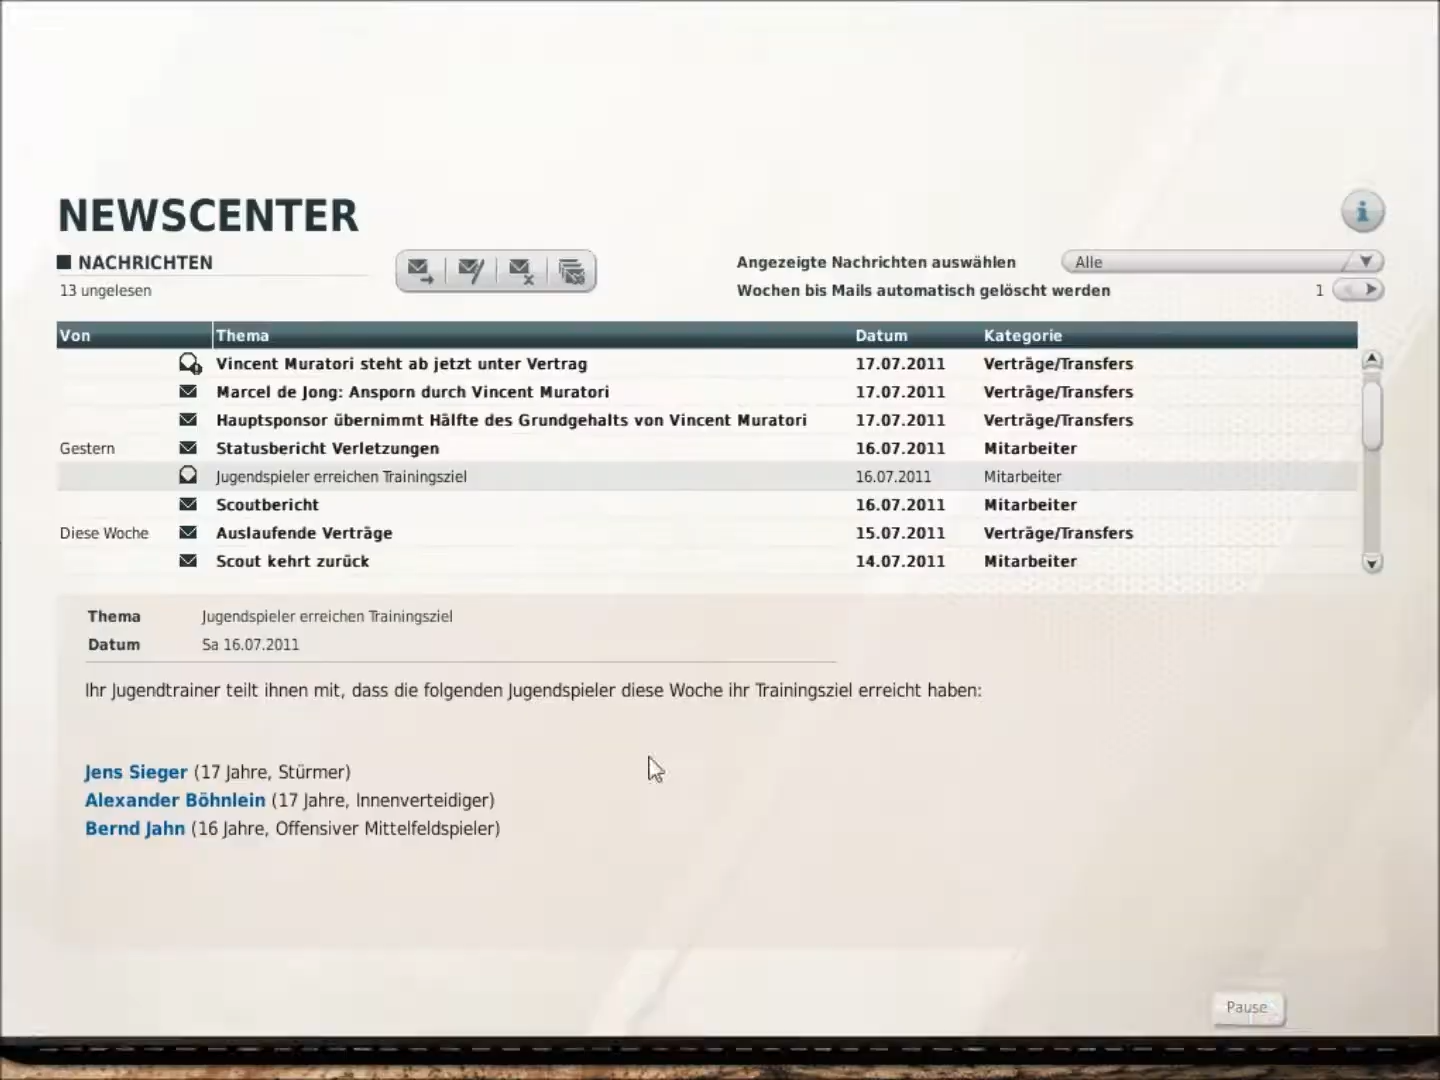 NEWSCENTER
NACHRICHTEN
13 ungelesen
Angezeigte Nachrichten auswählen Alle
Wochen bis Mails automatisch gelöscht werden 1
Von Thema Datum Kategorie
Vincent Muratori steht ab jetzt unter Vertrag 17.07.2011 Verträge/Transfers
Marcel de Jong: Ansporn durch Vincent Muratori 17.07.2011 Verträge/Transfers
Hauptsponsor übernimmt Hälfte des Grundgehalts von Vincent Muratori 17.07.2011 Verträge/Transfers
Gestern Statusbericht Verletzungen 16.07.2011 Mitarbeiter
Jugendspieler erreichen Trainingsziel 16.07.2011 Mitarbeiter
Scoutbericht 16.07.2011 Mitarbeiter
Diese Woche Auslaufende Verträge 15.07.2011 Verträge/Transfers
Scout kehrt zurück 14.07.2011 Mitarbeiter
Thema Jugendspieler erreichen Trainingsziel
Datum Sa 16.07.2011
Ihr Jugendtrainer teilt ihnen mit, dass die folgenden Jugendspieler diese Woche ihr Trainingsziel erreicht haben:
Jens Sieger (17 Jahre, Stürmer)
Alexander Böhnlein (17 Jahre, Innenverteidiger)
Bernd Jahn (16 Jahre, Offensiver Mittelfeldspieler)
Pause